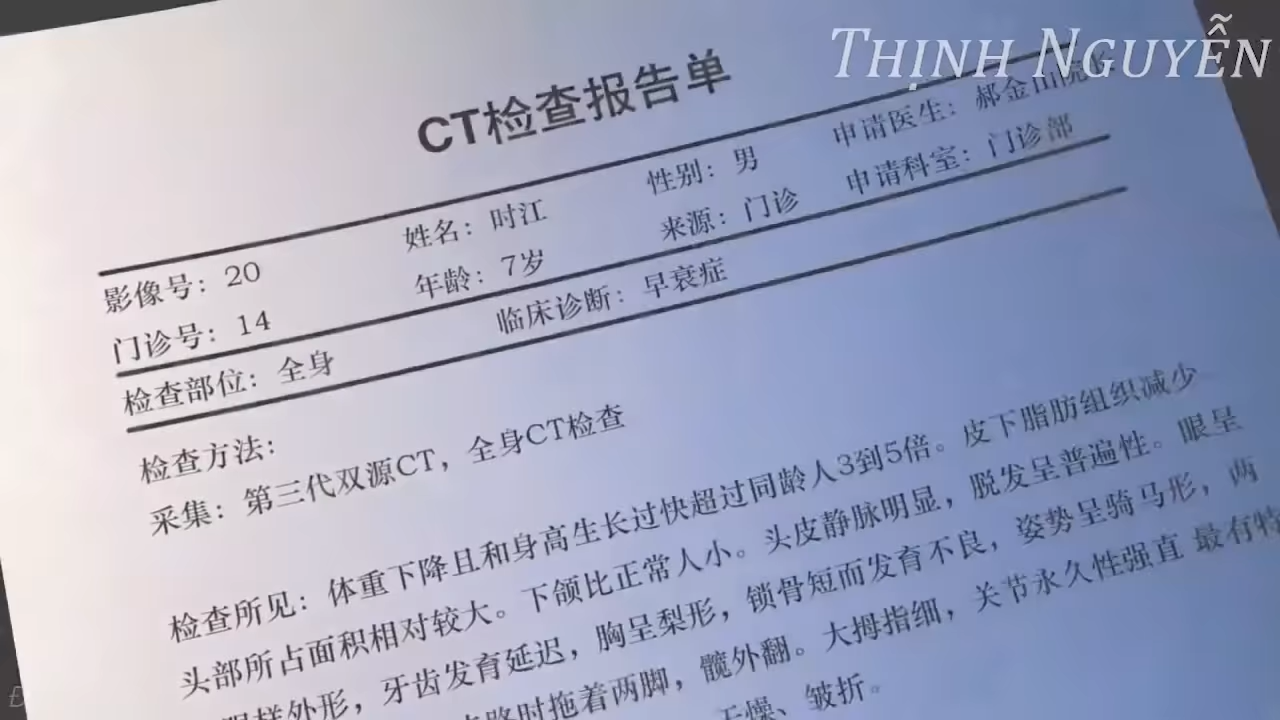 THỊNH NGUYỄN
CT检查报告单
影像号：20 姓名：时江 性别：男 申请医生：郝金山院长
门诊号：14 年龄：7岁 来源：门诊 申请科室：门诊部
检查部位：全身 临床诊断：早衰症
检查方法：
采集：第三代双源CT，全身CT检查
检查所见：体重下降且和身高生长过快超过同龄人3到5倍。皮下脂肪组织减少
头部所占面积相对较大。下颌比正常人小。头皮静脉明显，脱发呈普遍性。眼呈
眼样外形，牙齿发育延迟，胸呈梨形，锁骨短而发育不良，姿势呈骑马形，两
路时拖着两脚，髋外翻。大拇指细，关节永久性强直 最有特
干燥、皱折。